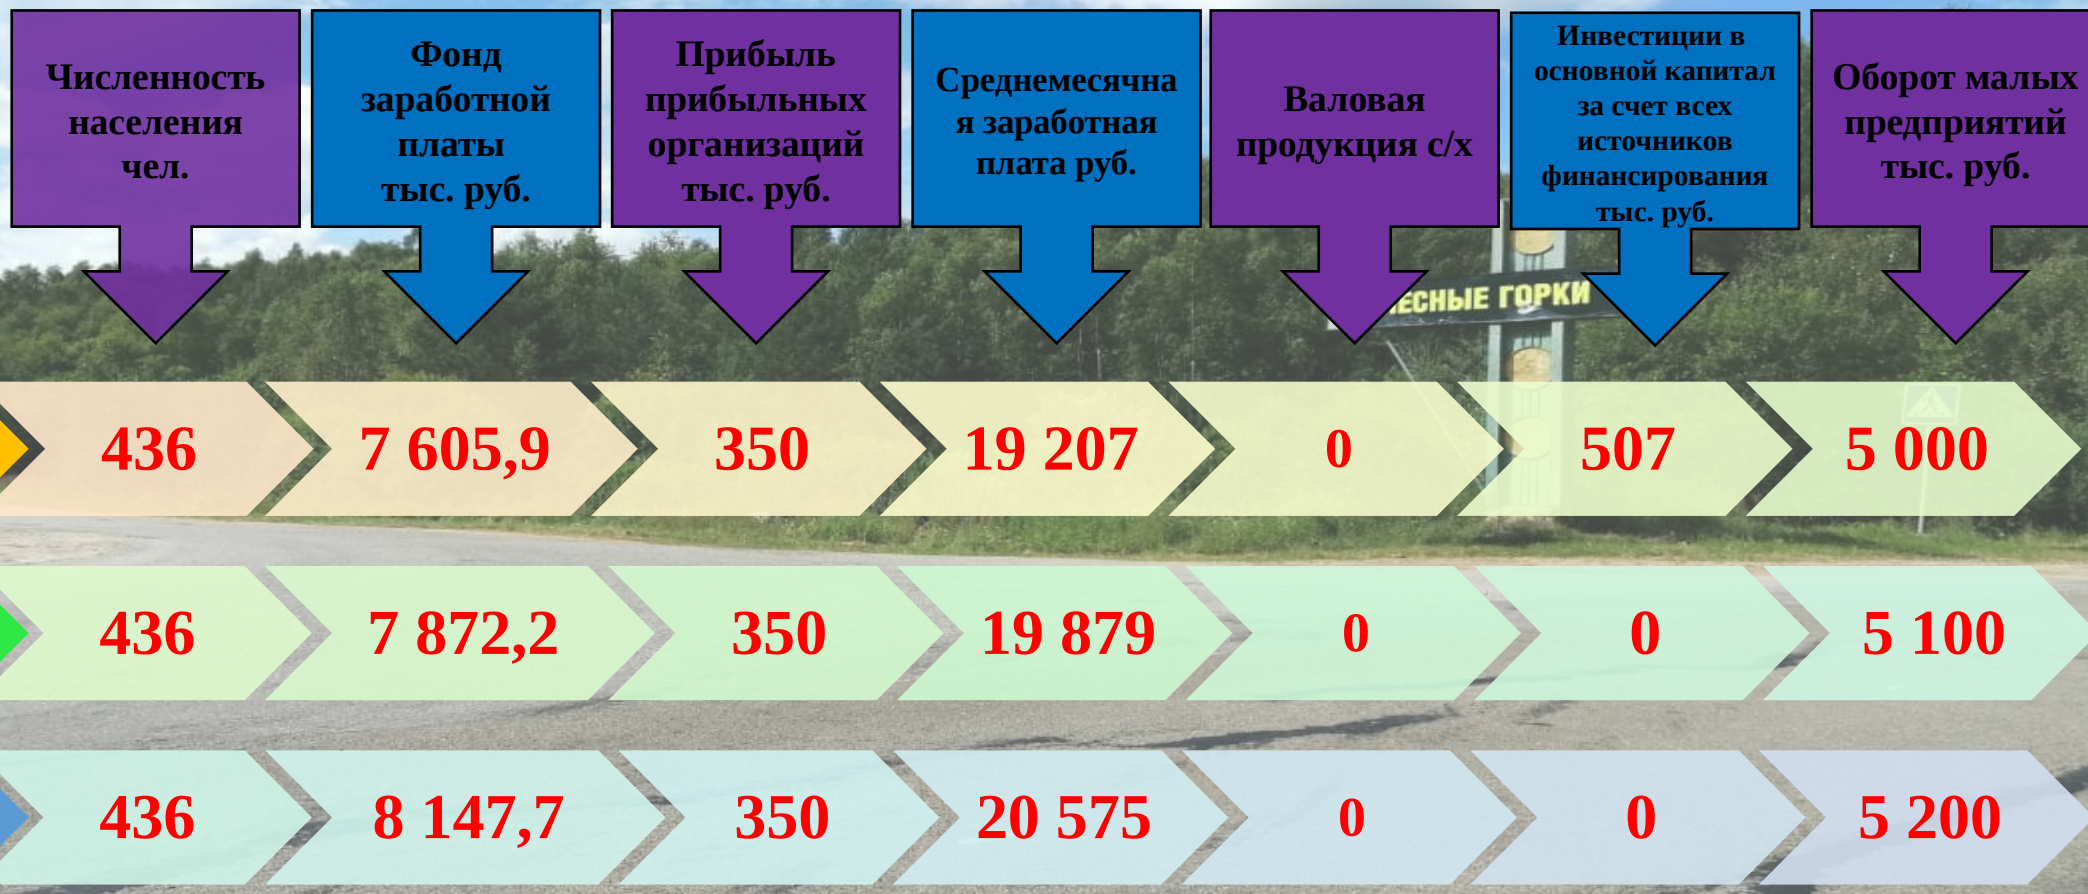 Численность
населения
чел.
Фонд
заработной
платы
тыс. руб.
Прибыль
прибыльных
организаций
тыс. руб.
Среднемесячна
я заработная
плата руб.
Валовая
продукция с/х
Инвестиции в
основной капитал
за счет всех
источников
финансирования
тыс. руб.
Оборот малых
предприятий
тыс. руб.
ГОРКИ
436 7 605,9 350 19 207 0 507 5 000
436 7 872,2 350 19 879 0 0 5 100
436 8 147,7 350 20 575 0 0 5 200